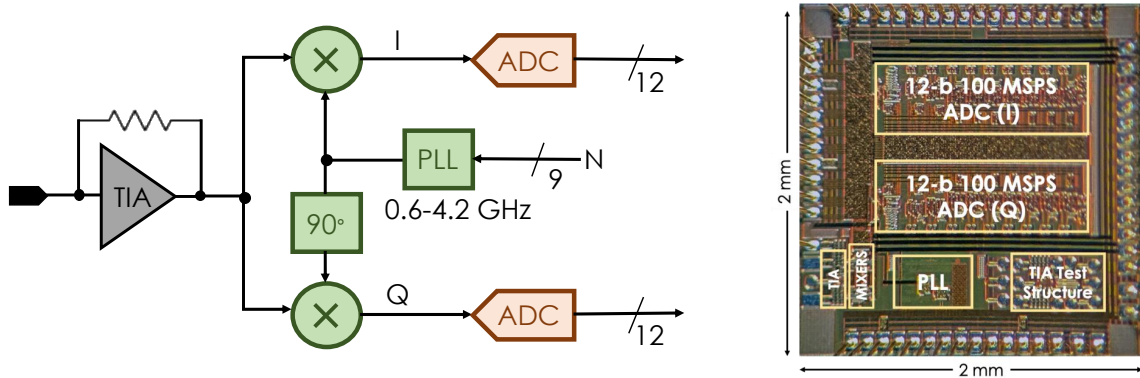 I
ADC
12
TIA
PLL
9
N
0.6-4.2 GHz
90°
Q
ADC
12
2 mm
12-b 100 MSPS
ADC (I)
12-b 100 MSPS
ADC (Q)
TIA
MIXERS
PLL
TIA Test
Structure
2 mm